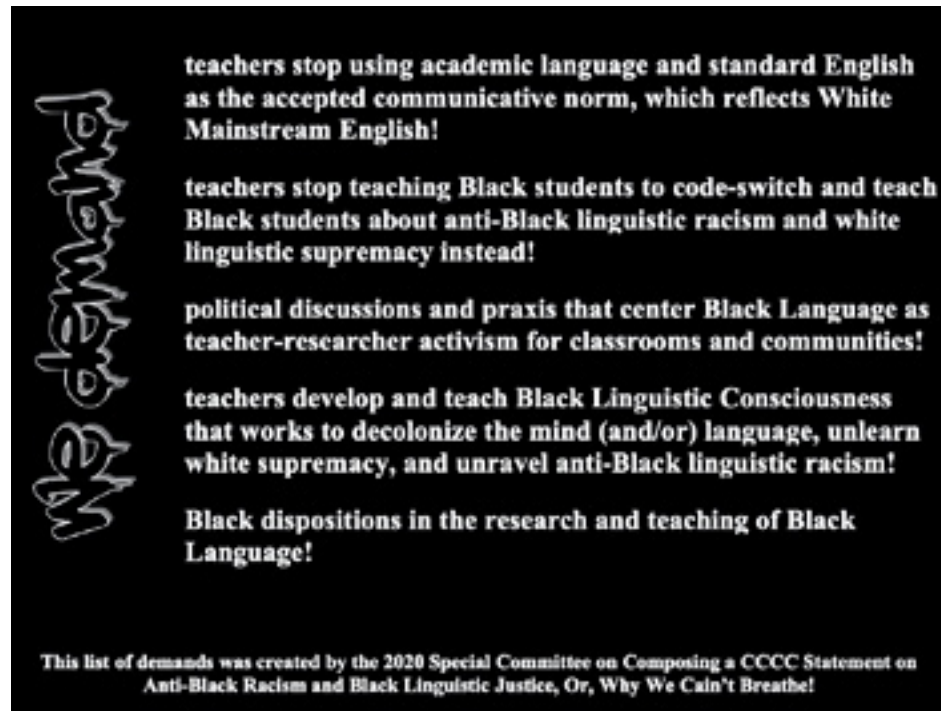 We demand
teachers stop using academic language and standard English
as the accepted communicative norm, which reflects White
Mainstream English!
teachers stop teaching Black students to code-switch and teach
Black students about anti-Black linguistic racism and white
linguistic supremacy instead!
political discussions and praxis that center Black Language as
teacher-researcher activism for classrooms and communities!
teachers develop and teach Black Linguistic Consciousness
that works to decolonize the mind (and/or) language, unlearn
white supremacy, and unravel anti-Black linguistic racism!
Black dispositions in the research and teaching of Black
Language!
This list of demands was created by the 2020 Special Committee on Composing a CCCC Statement on
Anti-Black Racism and Black Linguistic Justice, Or, Why We Cain't Breathe!